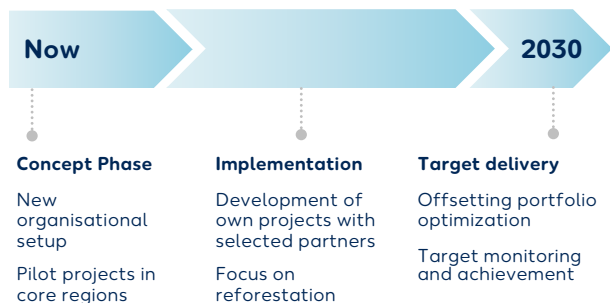 Now
2030
Concept Phase
New
organisational
setup
Pilot projects in
core regions
Implementation
Development of
own projects with
selected partners
Focus on
reforestation
Target delivery
Offsetting portfolio
optimization
Target monitoring
and achievement